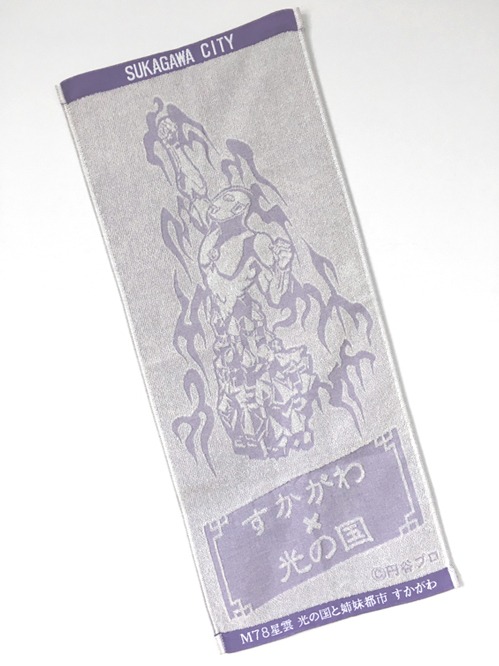 SUKAGAWA CITY
すかがわ
×
光の国
©円谷プロ
M78星雲 光の国と姉妹都市 すかがわ